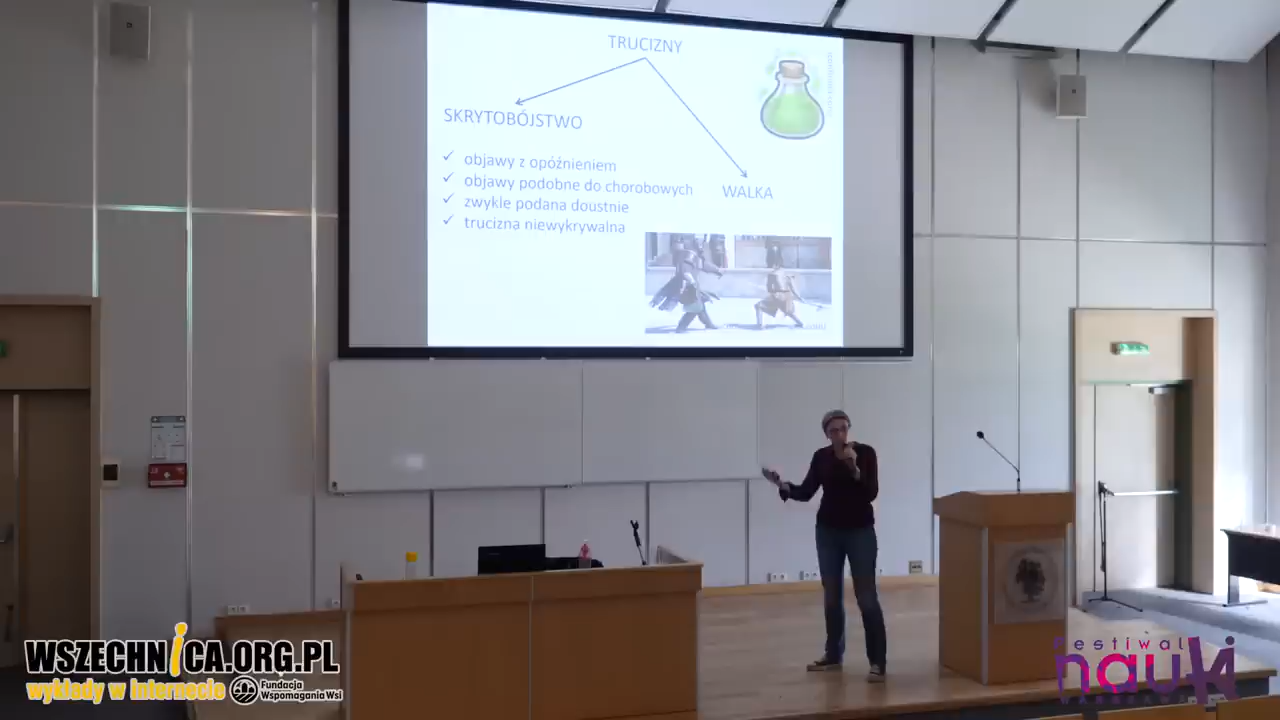 TRUCIZNY
SKRYTOBÓJSTWO
objawy z opóźnieniem
objawy podobne do chorobowych
zwykle podana doustnie
trucizna niewykrywalna
WALKA
WSZECHNiCA.ORG.PL
wykłady w internecie
Fundacja
Wspomagania Wsi
Festiwal
nauki